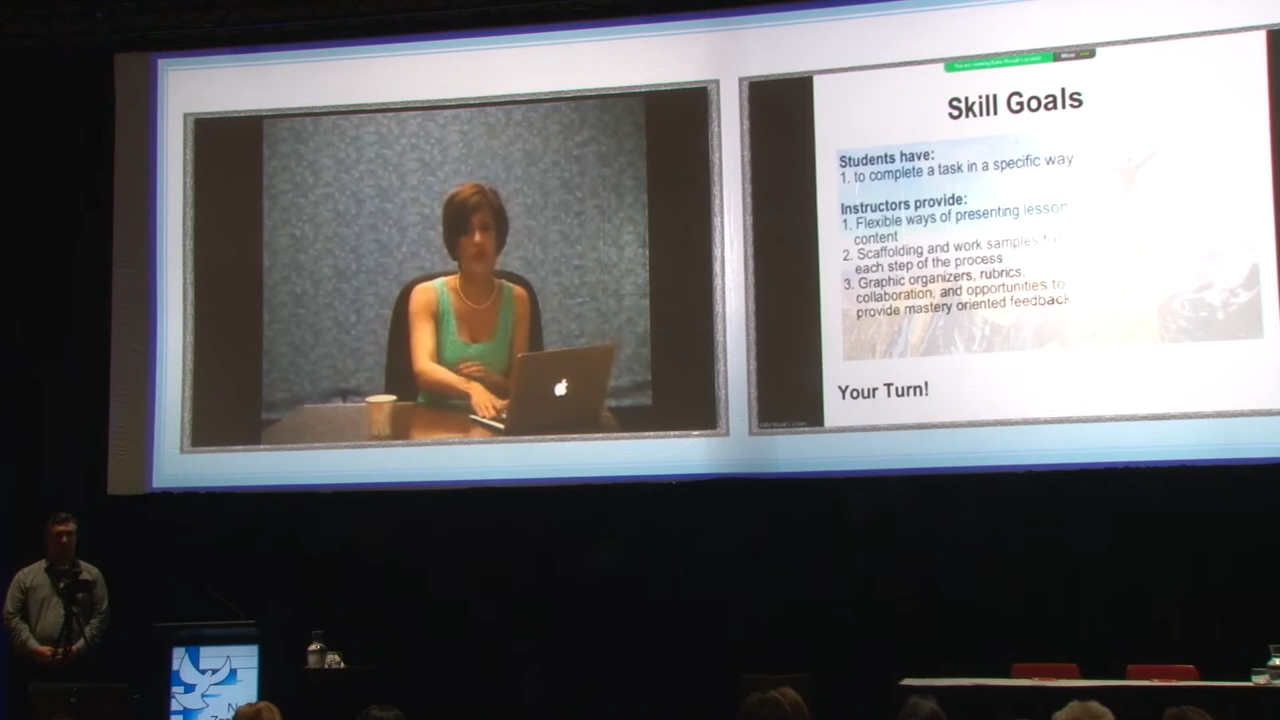 Skill Goals
Students have:
1. to complete a task in a specific way
Instructors provide:
1. Flexible ways of presenting lesson
content
2. Scaffolding and work samples
each step of the process
3. Graphic organizers, rubrics,
collaboration, and opportunities to
provide mastery oriented feedback
Your Turn!